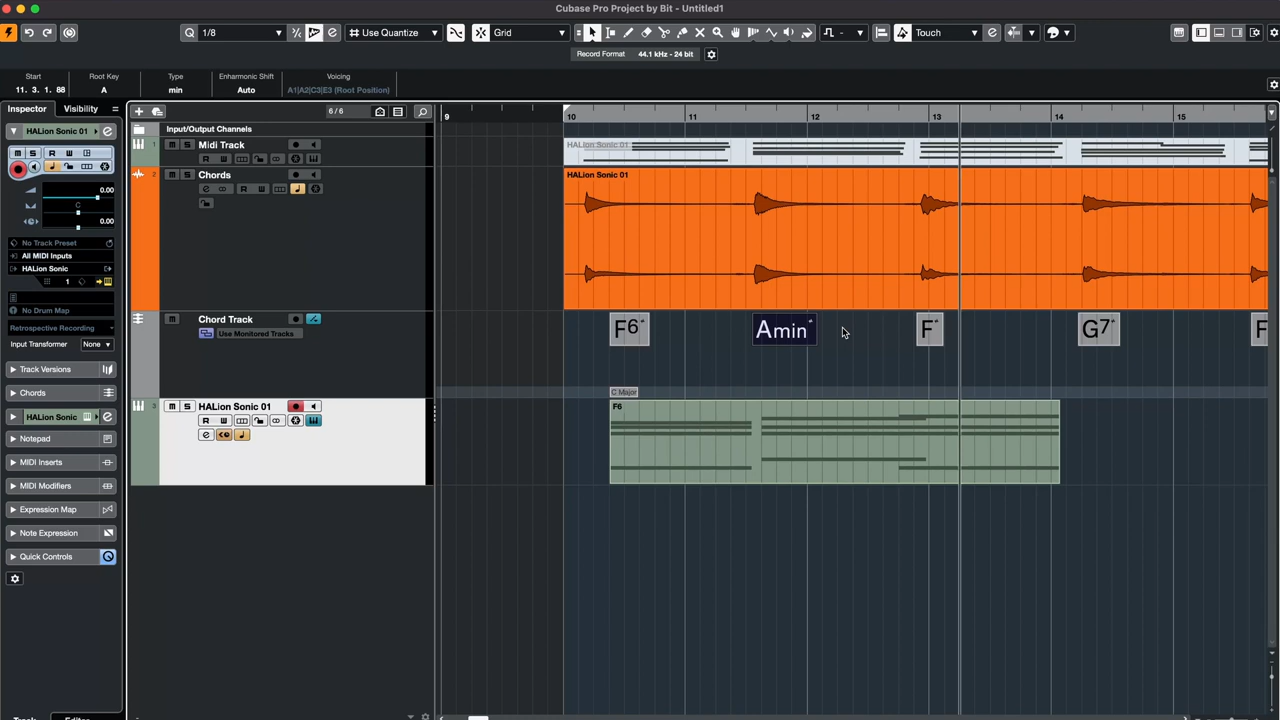 Cubase Pro Project by Bit - Untitled1
Q 1/8 Use Quantize Grid Touch
Record Format 44.1 kHz - 24 bit
Start Root Key Type Enharmonic Shift Voicing
11. 3. 1. 88 A min Auto A1|A2|C3|E3 (Root Position)
Inspector Visibility 6/6 9 10 11 12 13 14 15
HALion Sonic 01 Input/Output Channels
1 Midi Track M S HALion Sonic 01
M S R W R W
2 Chords M S HALion Sonic 01
R W
0.00
C
0.00
No Track Preset
All MIDI Inputs
HALion Sonic
1
No Drum Map
Chord Track M F6 Amin F G7 F
Retrospective Recording Use Monitored Tracks
Input Transformer None
Track Versions
Chords C Major
3 HALion Sonic 01 M S F6
HALion Sonic R W
Notepad
MIDI Inserts
MIDI Modifiers
Expression Map
Note Expression
Quick Controls
Track Editor